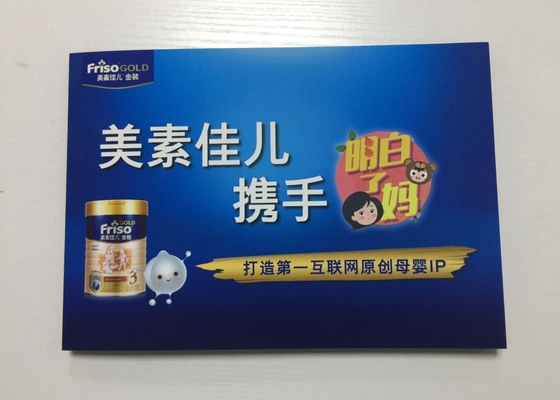 Friso GOLD
美素佳儿 金装
美素佳儿
携手
明白
了妈
GOLD
Friso
美素佳儿 金装
3
打造第一互联网原创母婴IP